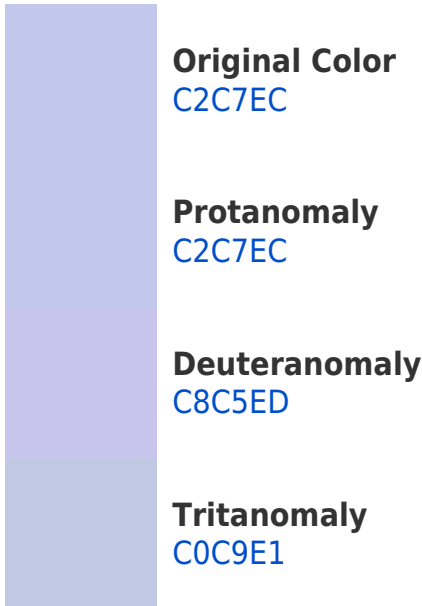 Original Color
C2C7EC
Protanomaly
C2C7EC
Deuteranomaly
C8C5ED
Tritanomaly
C0C9E1